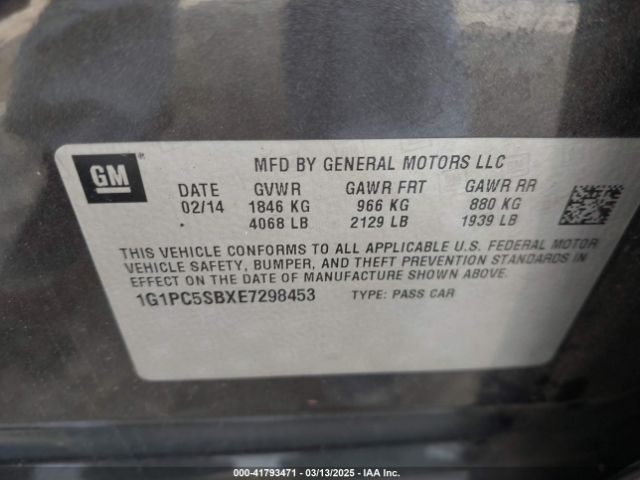 GM
MFD BY GENERAL MOTORS LLC
DATE GVWR GAWR FRT GAWR RR
02/14 1846 KG 966 KG 880 KG
4068 LB 2129 LB 1939 LB
THIS VEHICLE CONFORMS TO ALL APPLICABLE U.S. FEDERAL MOTOR
VEHICLE SAFETY, BUMPER, AND THEFT PREVENTION STANDARDS IN
EFFECT ON THE DATE OF MANUFACTURE SHOWN ABOVE.
1G1PC5SBXE7298453 TYPE: PASS CAR
000-41793471 — 03/13/2025 — IAA Inc.